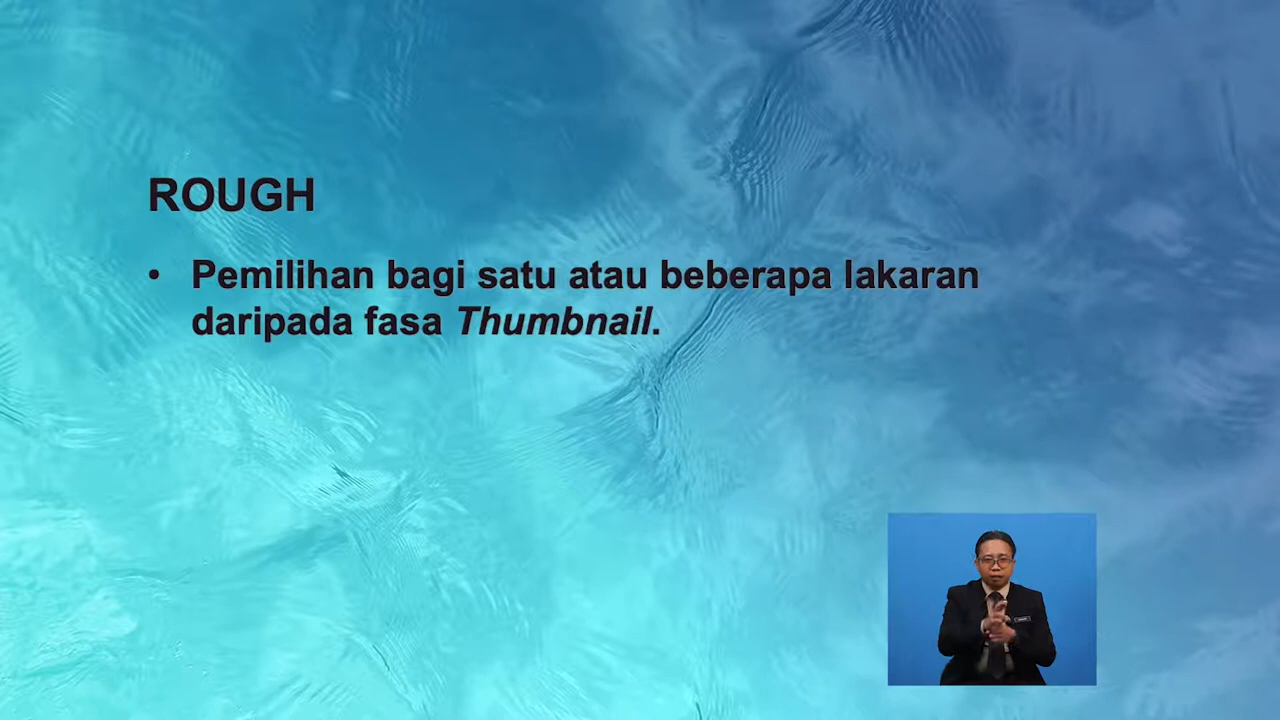 ROUGH
• Pemilihan bagi satu atau beberapa lakaran
daripada fasa Thumbnail.